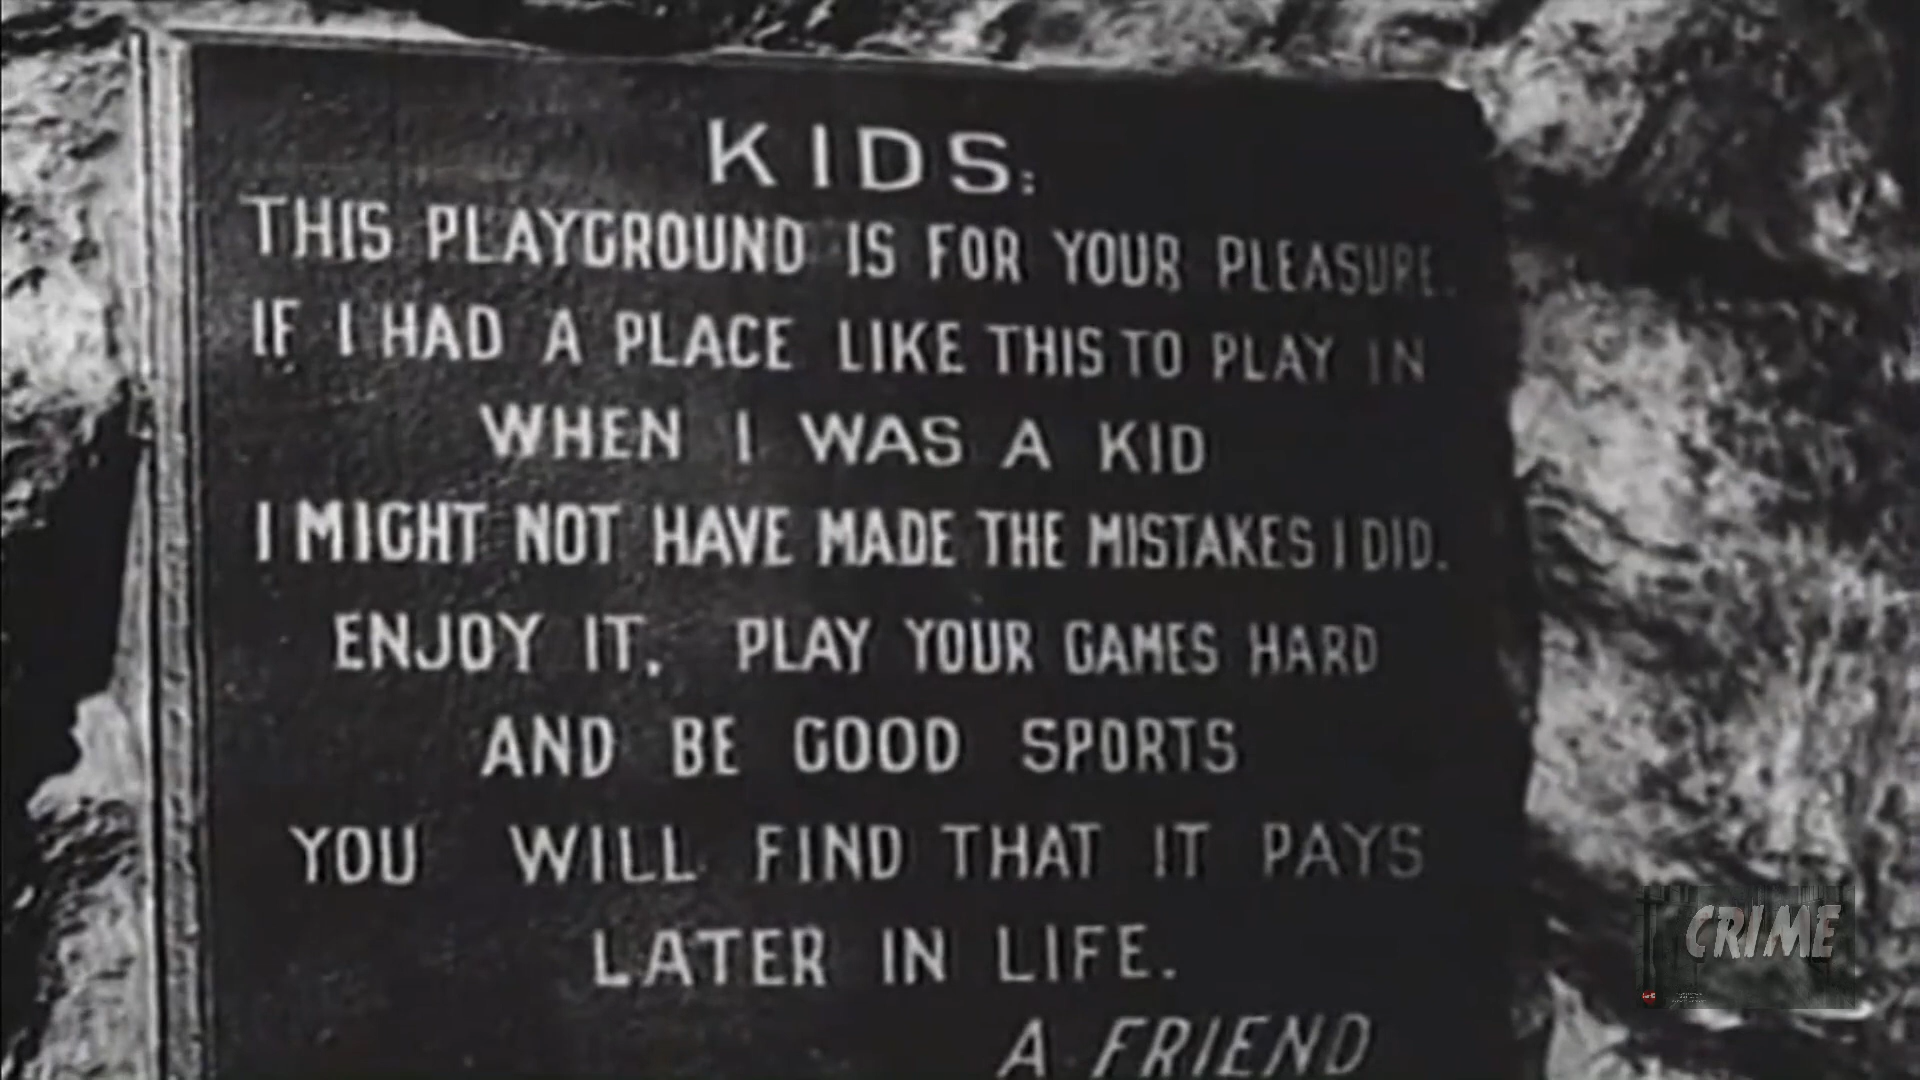 KIDS:
THIS PLAYGROUND IS FOR YOUR PLEASURE.
IF I HAD A PLACE LIKE THIS TO PLAY IN
WHEN I WAS A KID
I MIGHT NOT HAVE MADE THE MISTAKES I DID.
ENJOY IT. PLAY YOUR GAMES HARD
AND BE GOOD SPORTS
YOU WILL FIND THAT IT PAYS
LATER IN LIFE.
A FRIEND
CRIME